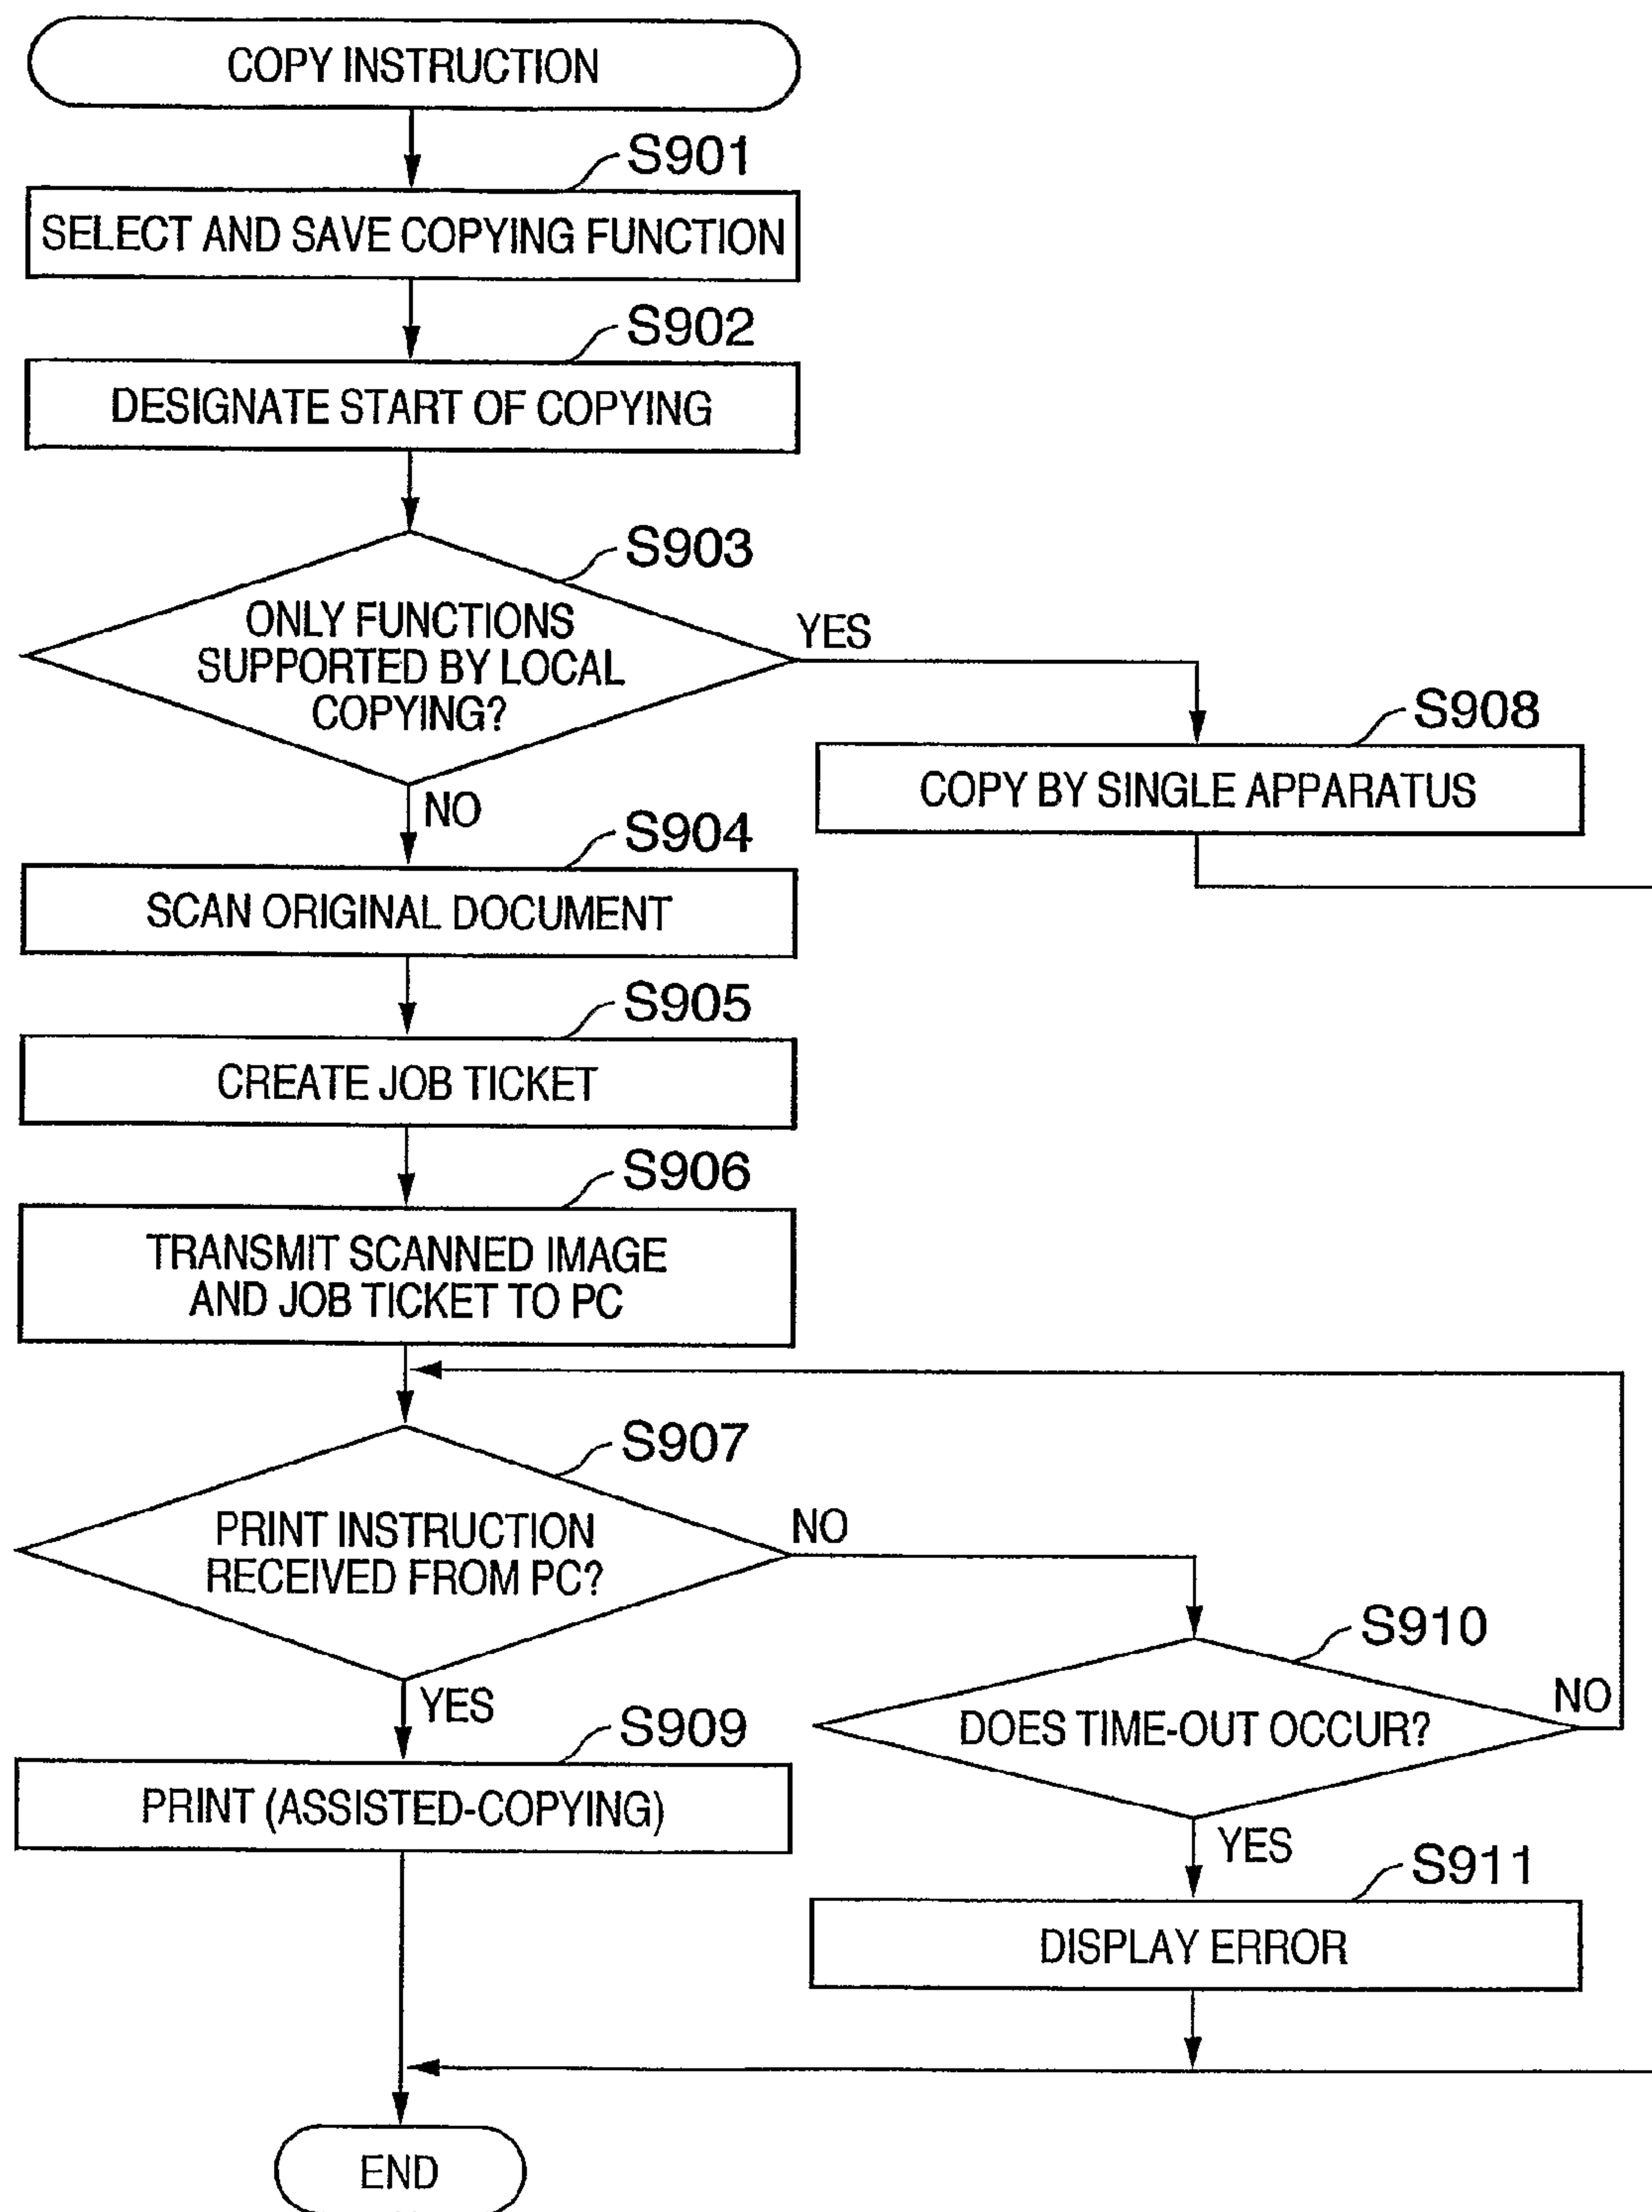 COPY INSTRUCTION
S901
SELECT AND SAVE COPYING FUNCTION
S902
DESIGNATE START OF COPYING
S903
ONLY FUNCTIONS
SUPPORTED BY LOCAL
COPYING?
YES
NO
S908
COPY BY SINGLE APPARATUS
S904
SCAN ORIGINAL DOCUMENT
S905
CREATE JOB TICKET
S906
TRANSMIT SCANNED IMAGE
AND JOB TICKET TO PC
S907
PRINT INSTRUCTION
RECEIVED FROM PC?
NO
YES
S910
DOES TIME-OUT OCCUR?
NO
YES
S909
PRINT (ASSISTED-COPYING)
S911
DISPLAY ERROR
END